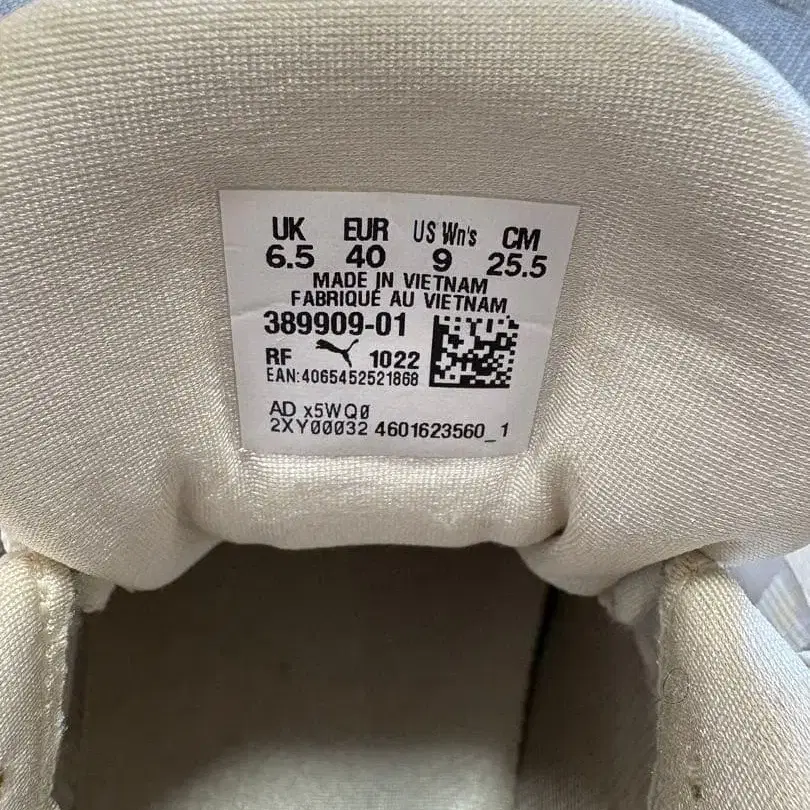 UK EUR US Wn's CM
6.5 40 9 25.5
MADE IN VIETNAM
FABRIQUÉ AU VIETNAM
389909-01
RF 1022
EAN:4065452521868
AD x5WQ0
2XY00032 4601623560_1